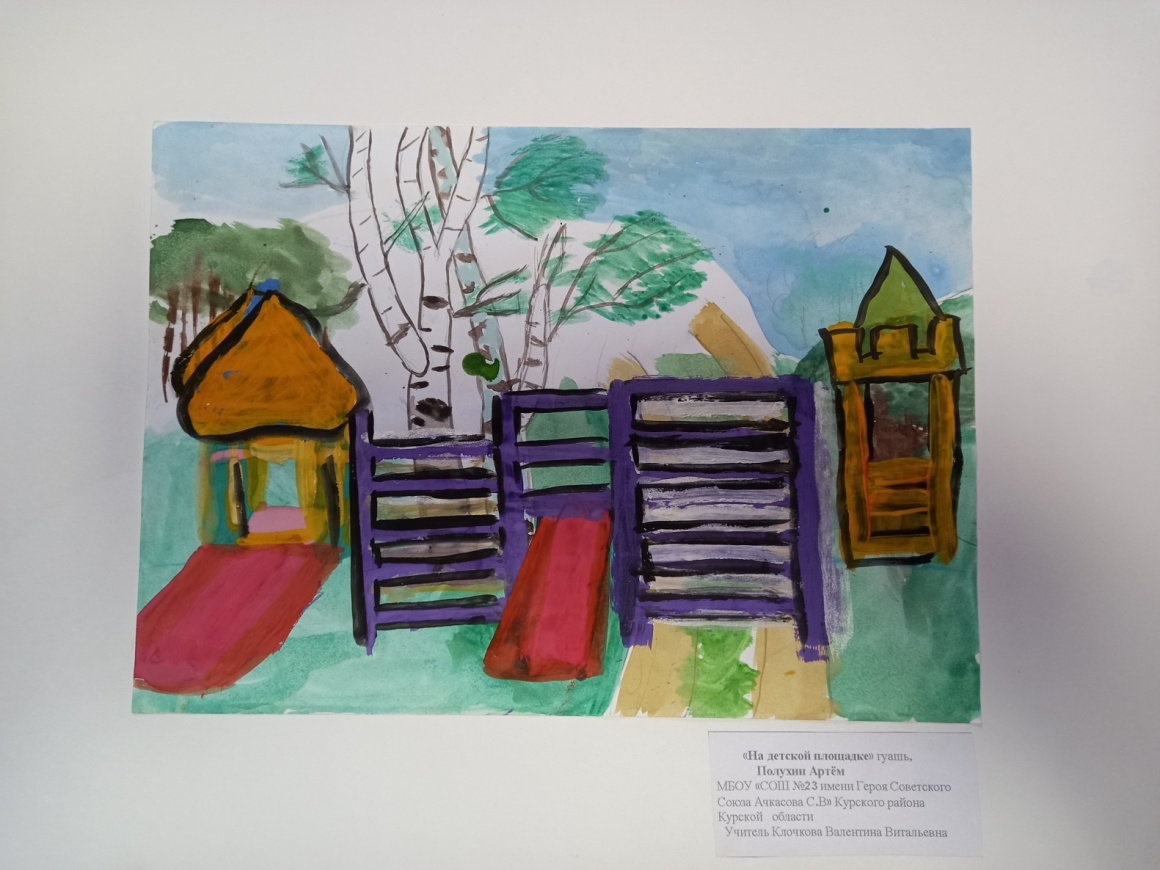 «На детской площадке» гуашь,
Полухин Артём
МБОУ «СОШ №23 имени Героя Советского
Союза Ачкасова С.В» Курского района
Курской области
Учитель Клочкова Валентина Витальевна